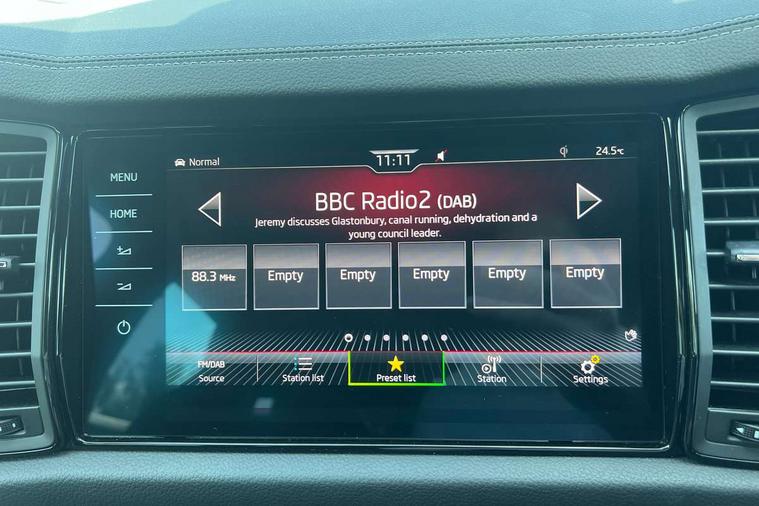 Normal
11:11
24.5°C
MENU
HOME
BBC Radio2 (DAB)
Jeremy discusses Glastonbury, canal running, dehydration and a
young council leader.
88.3 MHz
Empty
Empty
Empty
Empty
Empty
FM/DAB
Source
Station list
Preset list
Station
Settings